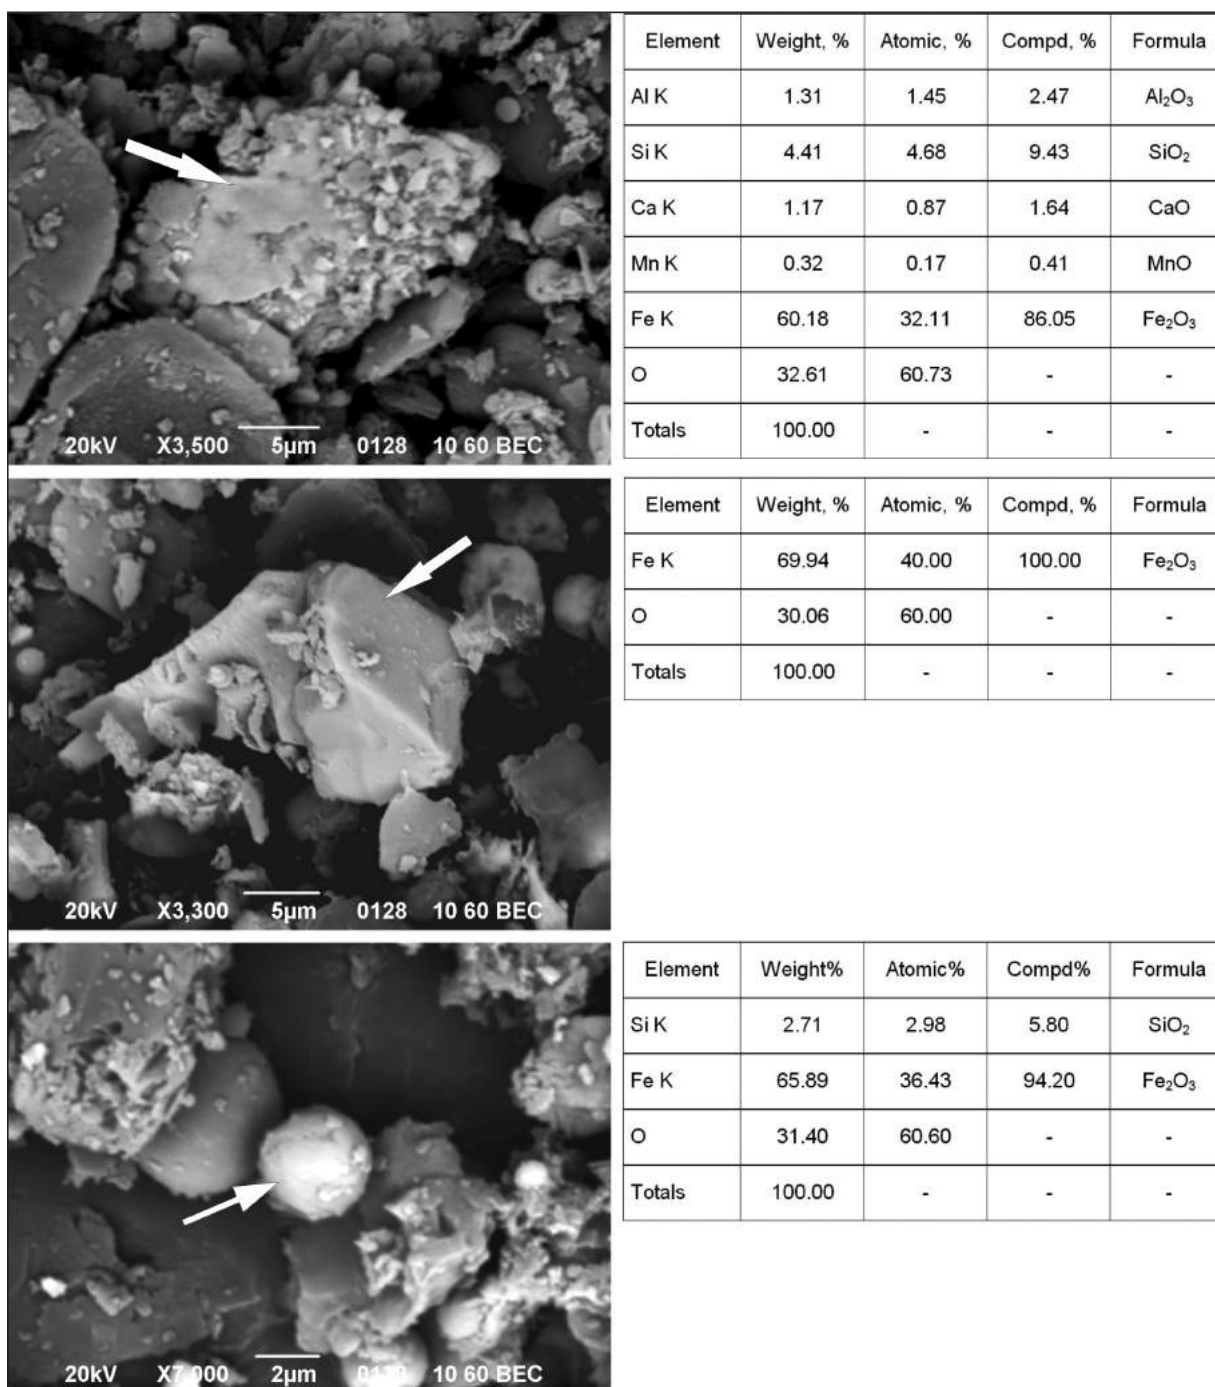 Element Weight, % Atomic, % Compd, % Formula
Al K 1.31 1.45 2.47 Al₂O₃
Si K 4.41 4.68 9.43 SiO₂
Ca K 1.17 0.87 1.64 CaO
Mn K 0.32 0.17 0.41 MnO
Fe K 60.18 32.11 86.05 Fe₂O₃
O 32.61 60.73 - -
Totals 100.00 - - -
20kV X3,500 5µm 0128 10 60 BEC
Element Weight, % Atomic, % Compd, % Formula
Fe K 69.94 40.00 100.00 Fe₂O₃
O 30.06 60.00 - -
Totals 100.00 - - -
20kV X3,300 5µm 0128 10 60 BEC
Element Weight% Atomic% Compd% Formula
Si K 2.71 2.98 5.80 SiO₂
Fe K 65.89 36.43 94.20 Fe₂O₃
O 31.40 60.60 - -
Totals 100.00 - - -
20kV X7,000 2µm 10 60 BEC